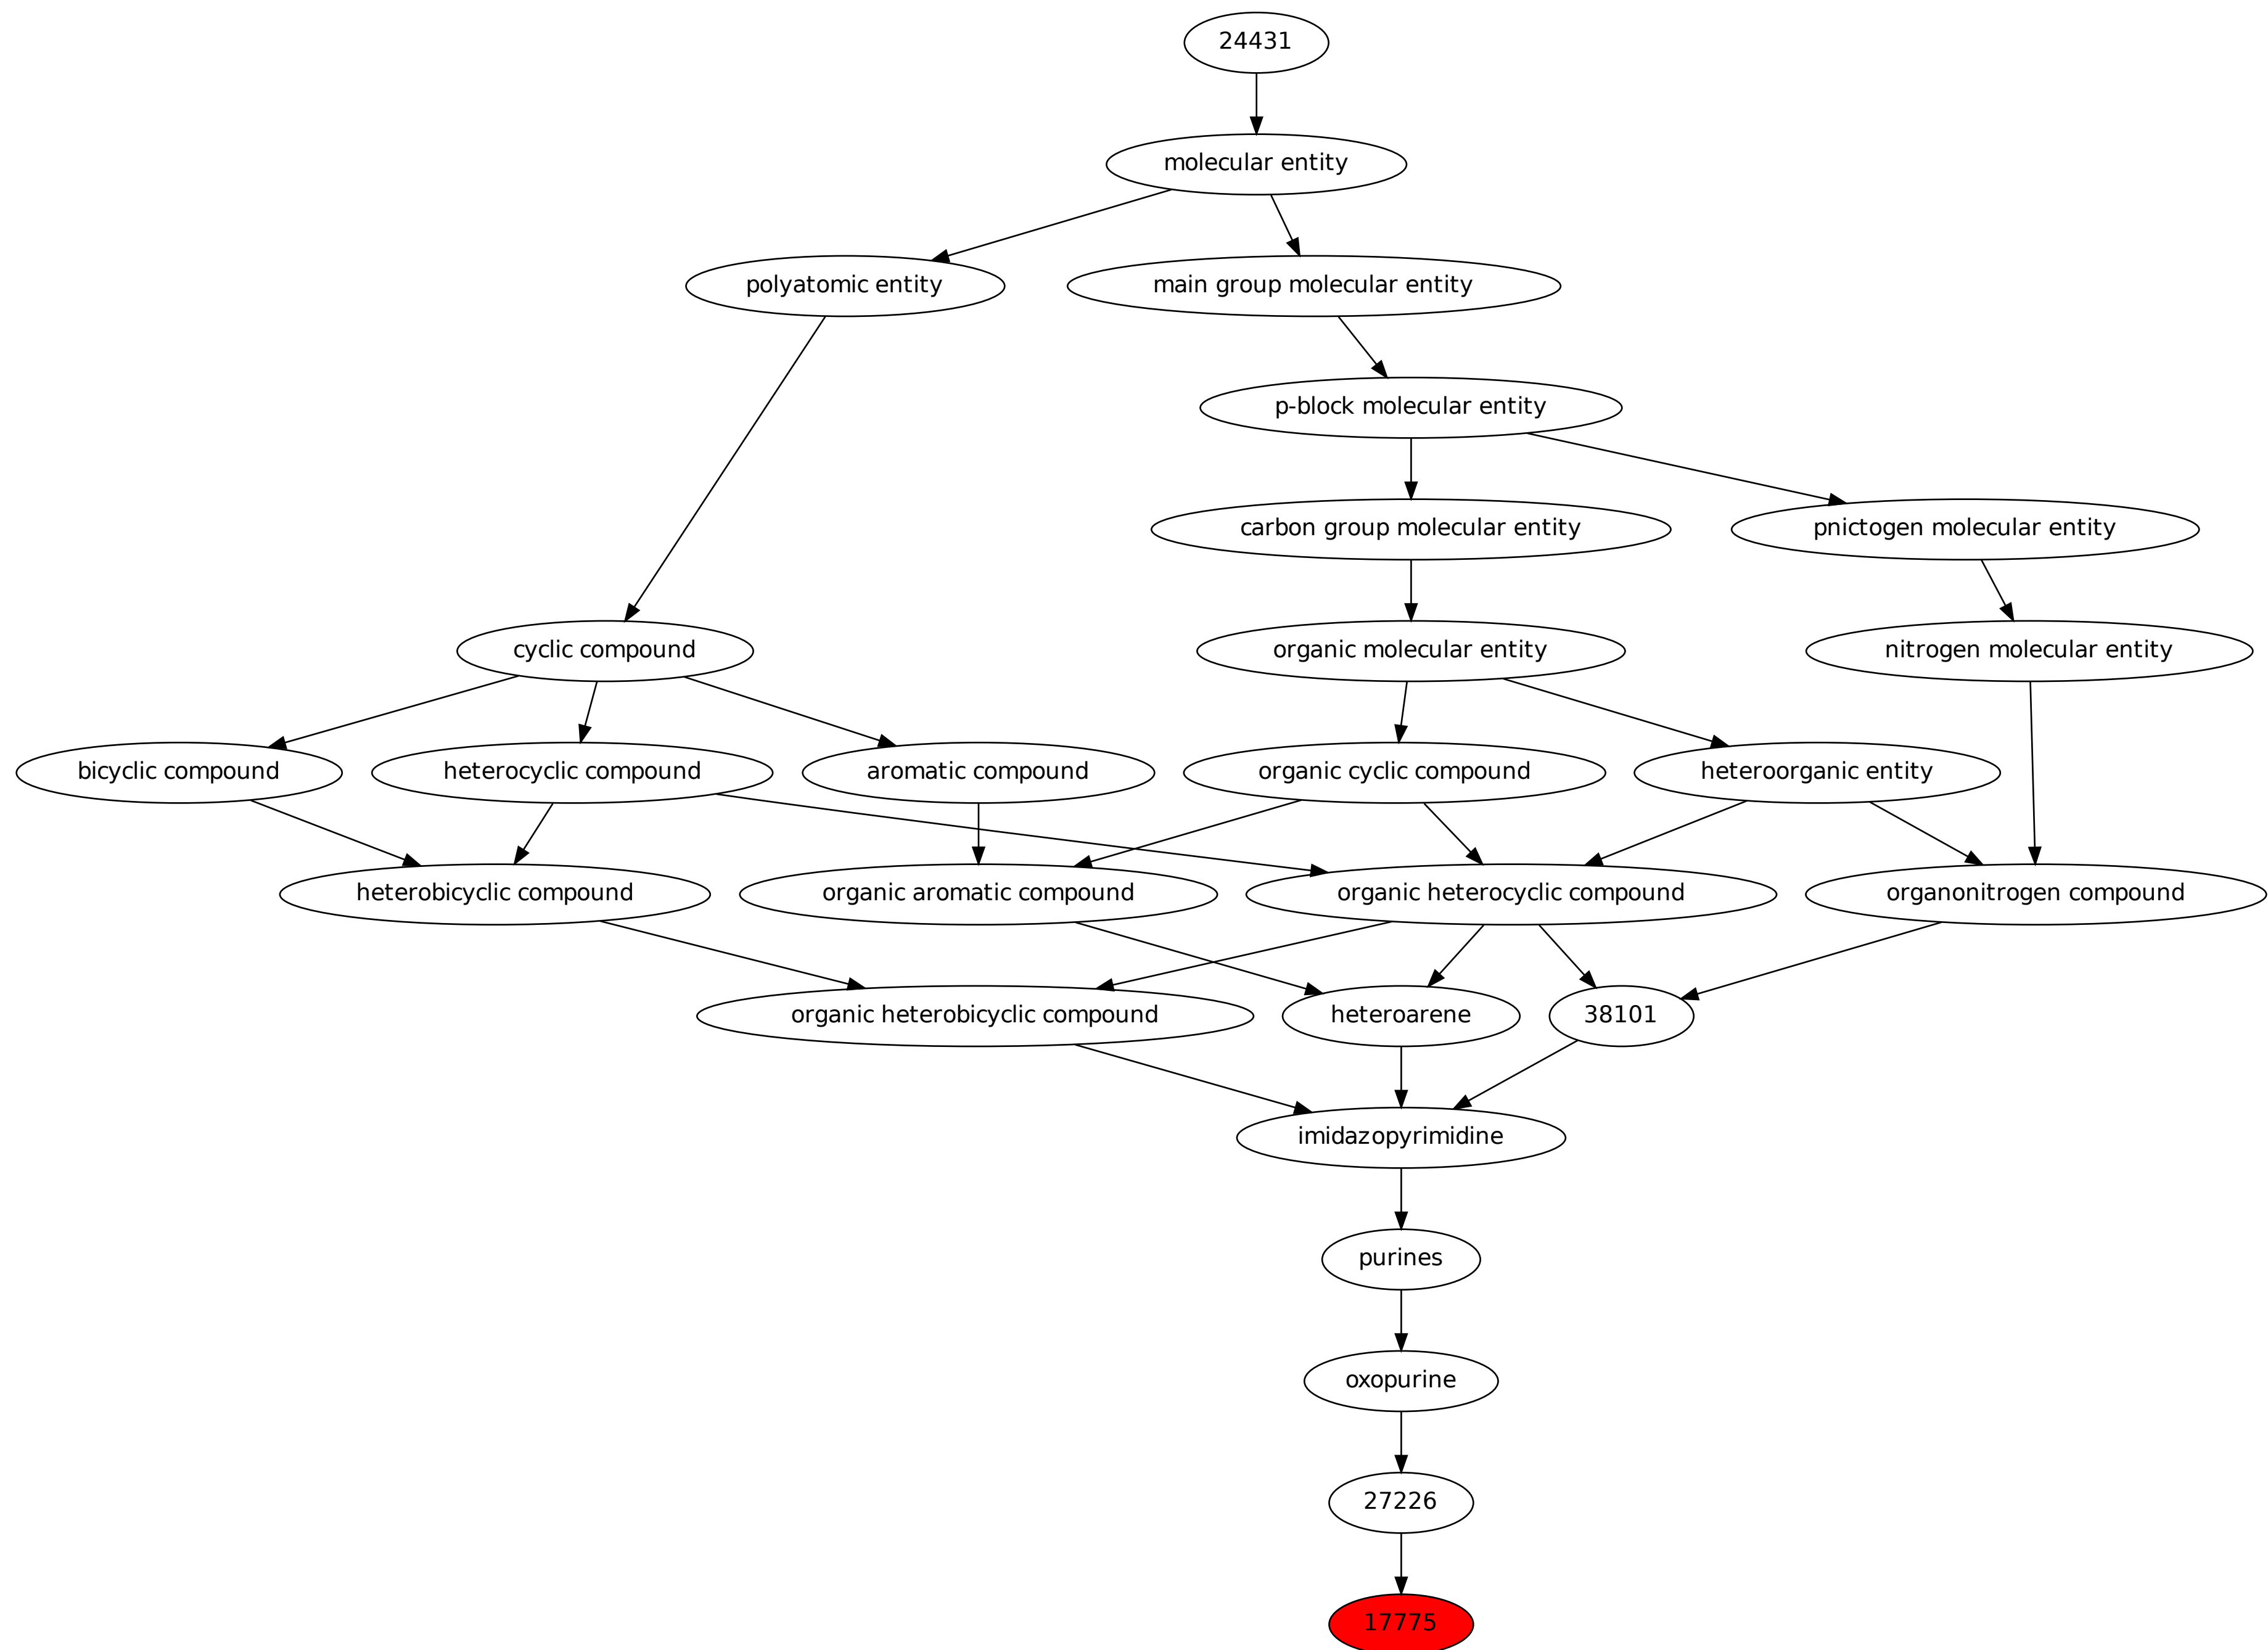 24431
molecular entity
polyatomic entity
main group molecular entity
p-block molecular entity
carbon group molecular entity
pnictogen molecular entity
cyclic compound
organic molecular entity
nitrogen molecular entity
bicyclic compound
heterocyclic compound
aromatic compound
organic cyclic compound
heteroorganic entity
heterobicyclic compound
organic aromatic compound
organic heterocyclic compound
organonitrogen compound
organic heterobicyclic compound
heteroarene
38101
imidazopyrimidine
purines
oxopurine
27226
17775